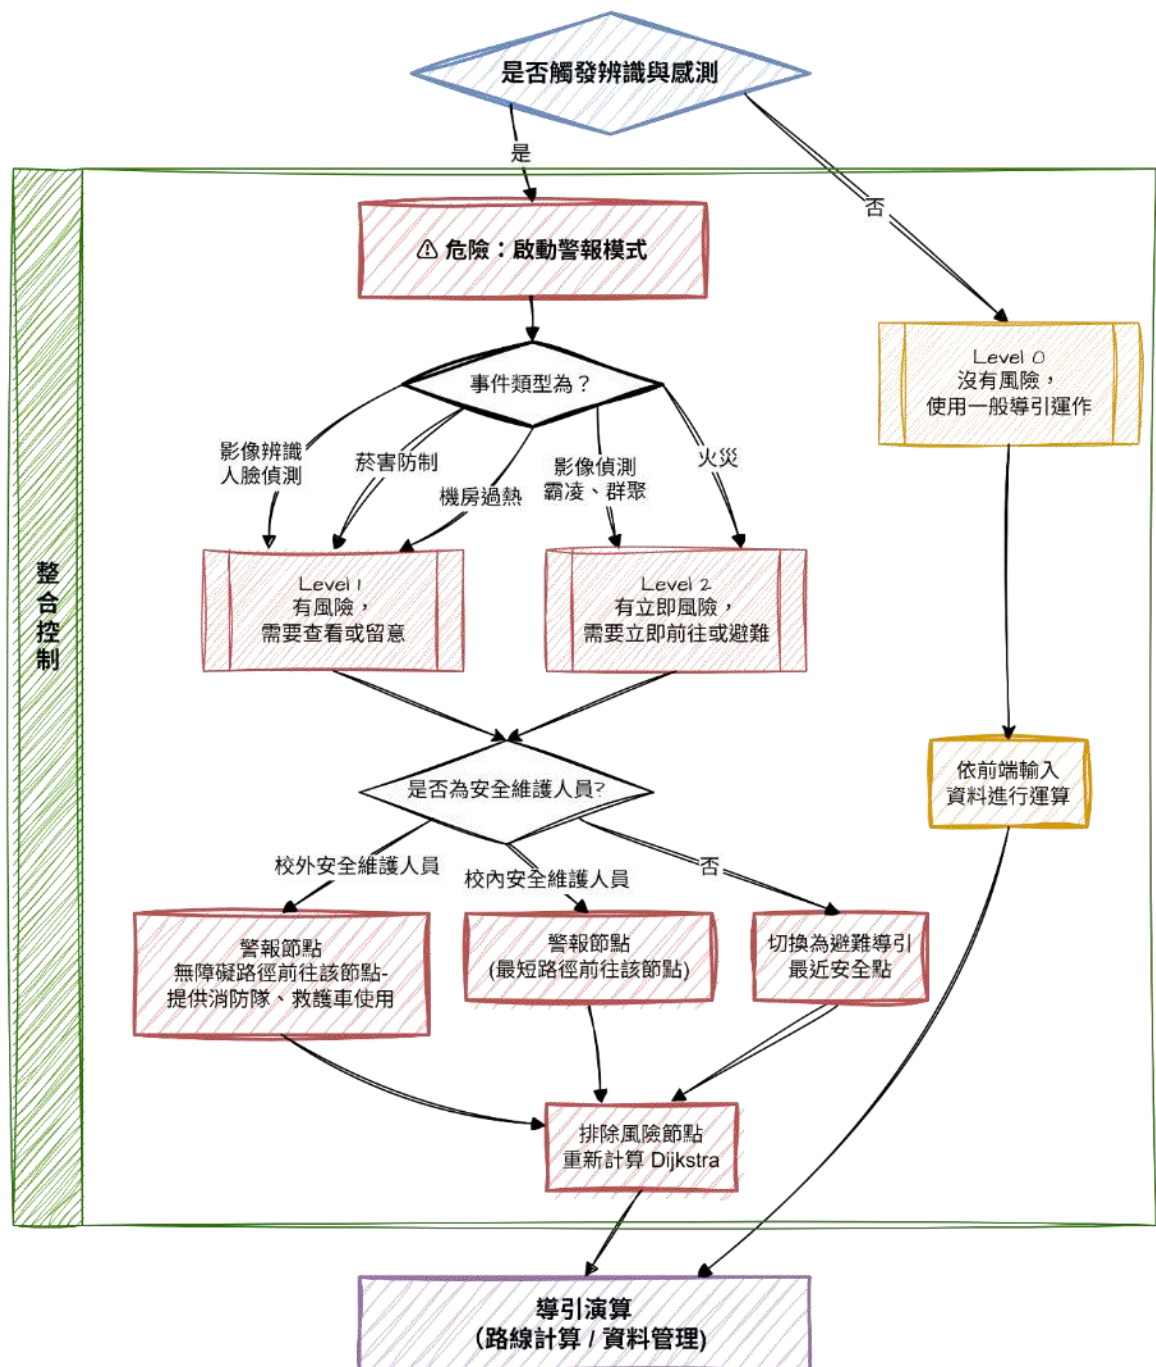 是否觸發辨識與感測
是
否
⚠ 危險：啟動警報模式
Level 0
沒有風險，
使用一般導引運作
事件類型為？
影像辨識
人臉偵測
菸害防制
機房過熱
影像偵測
霸凌、群聚
火災
整合控制
Level 1
有風險，
需要查看或留意
Level 2
有立即風險，
需要立即前往或避難
依前端輸入
資料進行運算
是否為安全維護人員?
校外安全維護人員
校內安全維護人員
否
警報節點
無障礙路徑前往該節點-
提供消防隊、救護車使用
警報節點
(最短路徑前往該節點)
切換為避難導引
最近安全點
排除風險節點
重新計算 Dijkstra
導引演算
（路線計算 / 資料管理)